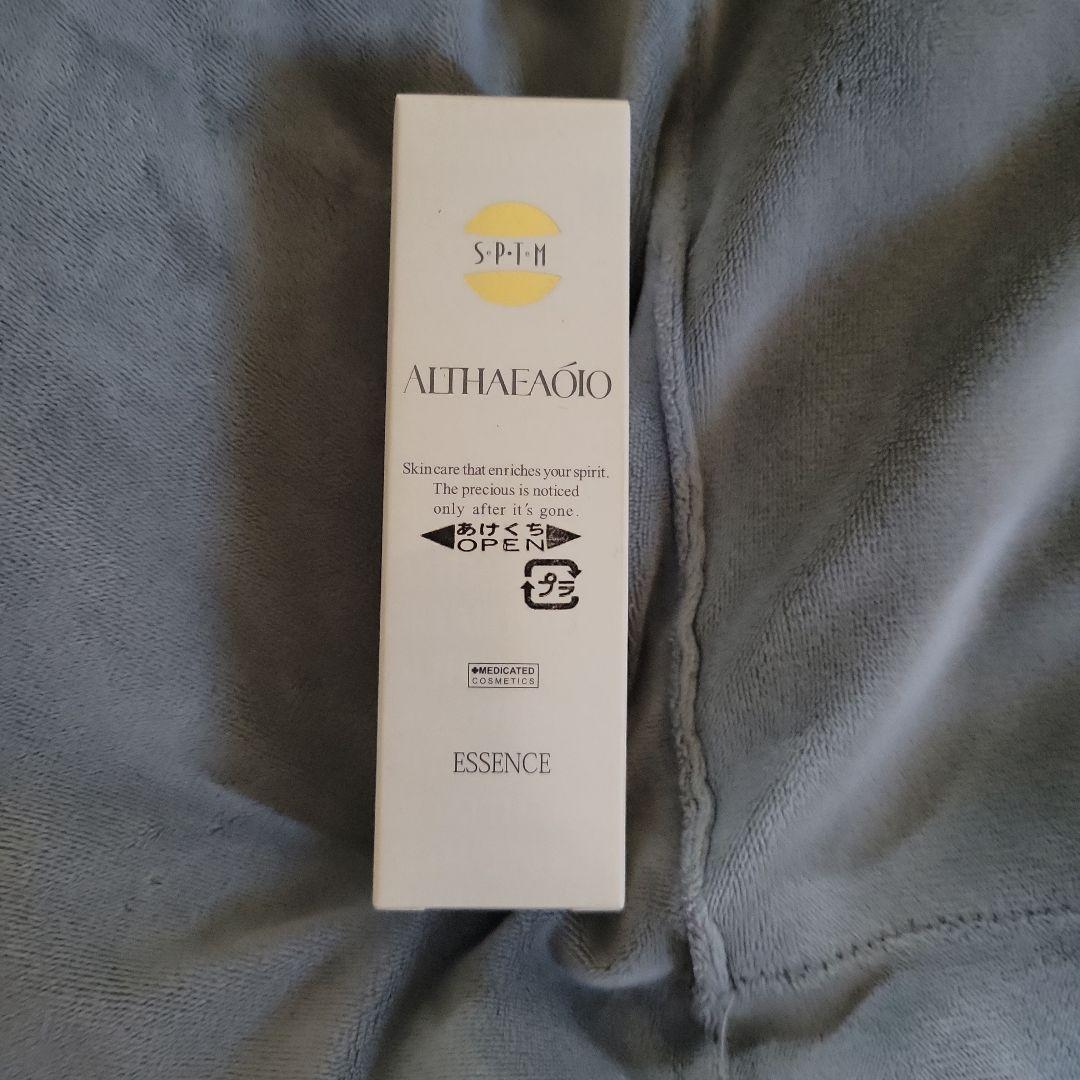 S・P・T・M
ALTHAEAÓIO
Skin care that enriches your spirit.
The precious is noticed
only after it's gone.
あけくち
OPEN
プラ
MEDICATED
COSMETICS
ESSENCE